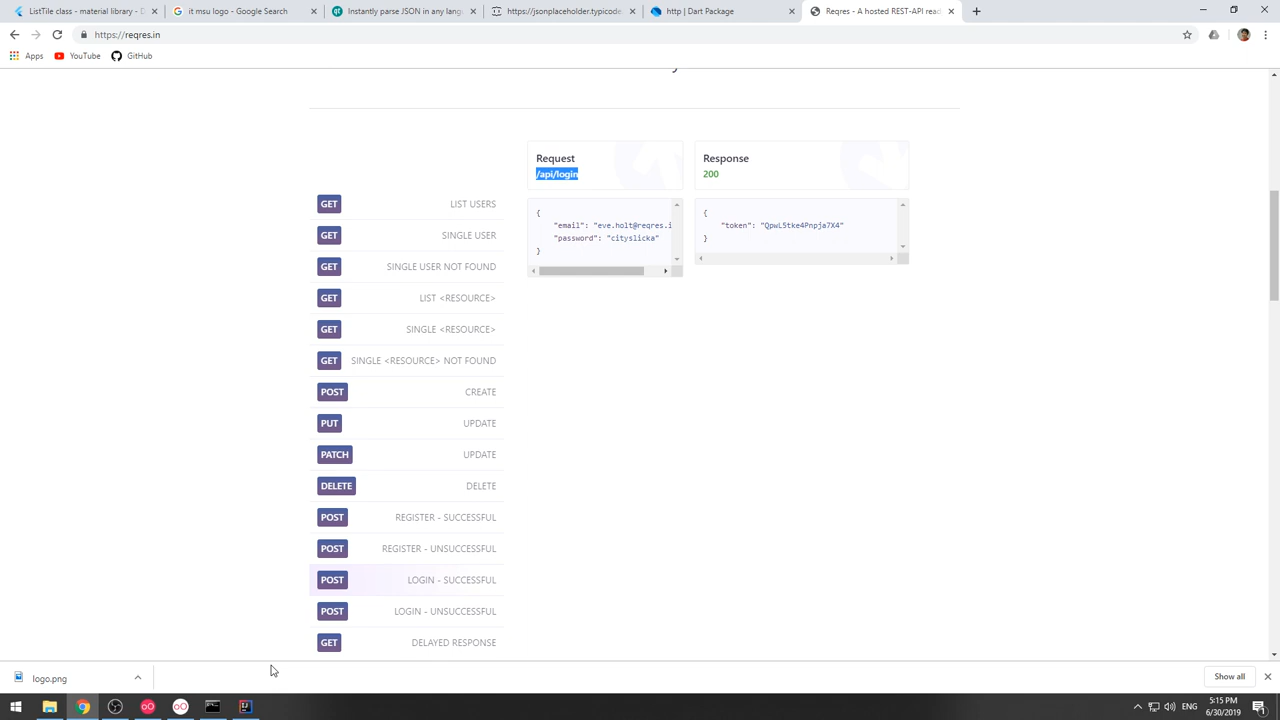 ListTile class - material library - D
it msu logo - Google Search
Instantly parse JSON in any langu
https://jsonplaceholder.typicode
http | Dart Package
Reqres - A hosted REST-API read
https://reqres.in
Apps
YouTube
GitHub
Request
/api/login
Response
200
{
"email": "eve.holt@reqres.i
"password": "cityslicka"
}
{
"token": "QpwL5tke4Pnpja7X4"
}
GET LIST USERS
GET SINGLE USER
GET SINGLE USER NOT FOUND
GET LIST <RESOURCE>
GET SINGLE <RESOURCE>
GET SINGLE <RESOURCE> NOT FOUND
POST CREATE
PUT UPDATE
PATCH UPDATE
DELETE DELETE
POST REGISTER - SUCCESSFUL
POST REGISTER - UNSUCCESSFUL
POST LOGIN - SUCCESSFUL
POST LOGIN - UNSUCCESSFUL
GET DELAYED RESPONSE
logo.png
Show all
ENG
5:15 PM
6/30/2019